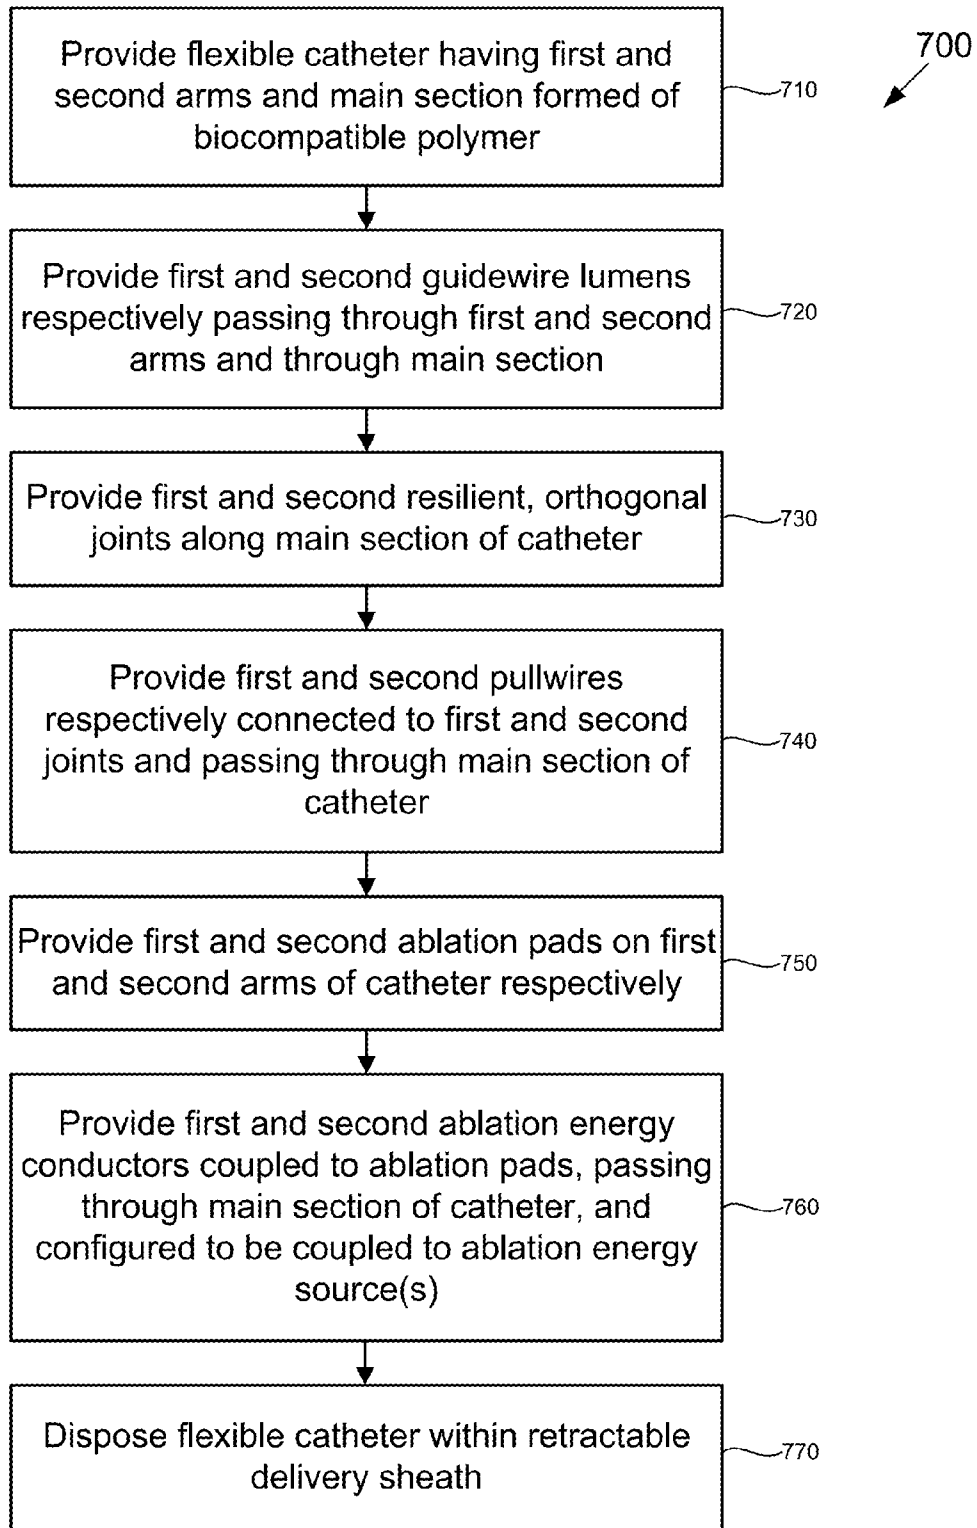 700
Provide flexible catheter having first and
second arms and main section formed of
biocompatible polymer
710
Provide first and second guidewire lumens
respectively passing through first and second
arms and through main section
720
Provide first and second resilient, orthogonal
joints along main section of catheter
730
Provide first and second pullwires
respectively connected to first and second
joints and passing through main section of
catheter
740
Provide first and second ablation pads on first
and second arms of catheter respectively
750
Provide first and second ablation energy
conductors coupled to ablation pads, passing
through main section of catheter, and
configured to be coupled to ablation energy
source(s)
760
Dispose flexible catheter within retractable
delivery sheath
770